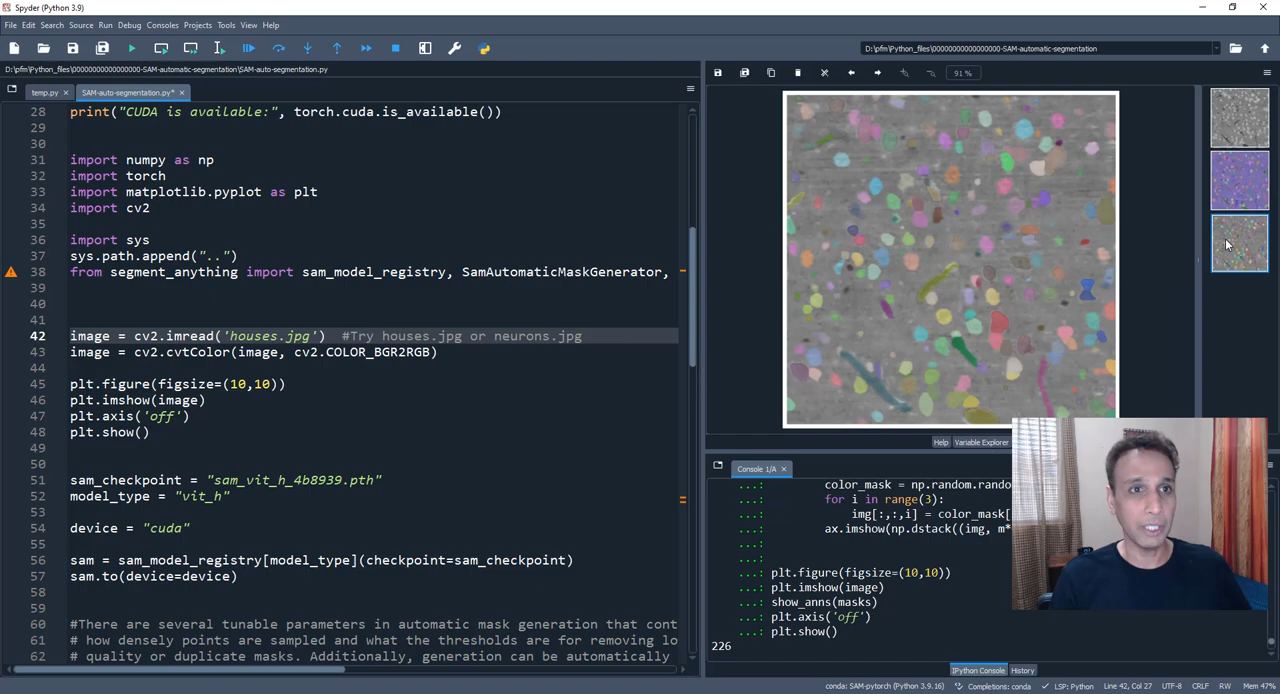 Spyder (Python 3.9)
File Edit Search Source Run Debug Consoles Projects Tools View Help
D:\pfm\Python_files\0000000000000000-SAM-automatic-segmentation
D:\pfm\Python_files\0000000000000000-SAM-automatic-segmentation\SAM-auto-segmentation.py
temp.py SAM-auto-segmentation.py*
91 %
28 print("CUDA is available:", torch.cuda.is_available())
29
30
31 import numpy as np
32 import torch
33 import matplotlib.pyplot as plt
34 import cv2
35
36 import sys
37 sys.path.append("..")
38 from segment_anything import sam_model_registry, SamAutomaticMaskGenerator,
39
40
41
42 image = cv2.imread('houses.jpg') #Try houses.jpg or neurons.jpg
43 image = cv2.cvtColor(image, cv2.COLOR_BGR2RGB)
44
45 plt.figure(figsize=(10,10))
46 plt.imshow(image)
47 plt.axis('off')
48 plt.show()
49
50
51 sam_checkpoint = "sam_vit_h_4b8939.pth"
52 model_type = "vit_h"
53
54 device = "cuda"
55
56 sam = sam_model_registry[model_type](checkpoint=sam_checkpoint)
57 sam.to(device=device)
58
59
60 #There are several tunable parameters in automatic mask generation that cont
61 # how densely points are sampled and what the thresholds are for removing lo
62 # quality or duplicate masks. Additionally, generation can be automatically
Help Variable Explorer
Console 1/A
...: color_mask = np.random.rando
...: for i in range(3):
...: img[:,:,i] = color_mask[
...: ax.imshow(np.dstack((img, m*
...:
...:
...: plt.figure(figsize=(10,10))
...: plt.imshow(image)
...: show_anns(masks)
...: plt.axis('off')
...: plt.show()
226
IPython Console History
conda: SAM-pytorch (Python 3.9.16) Completions: conda LSP: Python Line 42, Col 27 UTF-8 CRLF RW Mem 47%